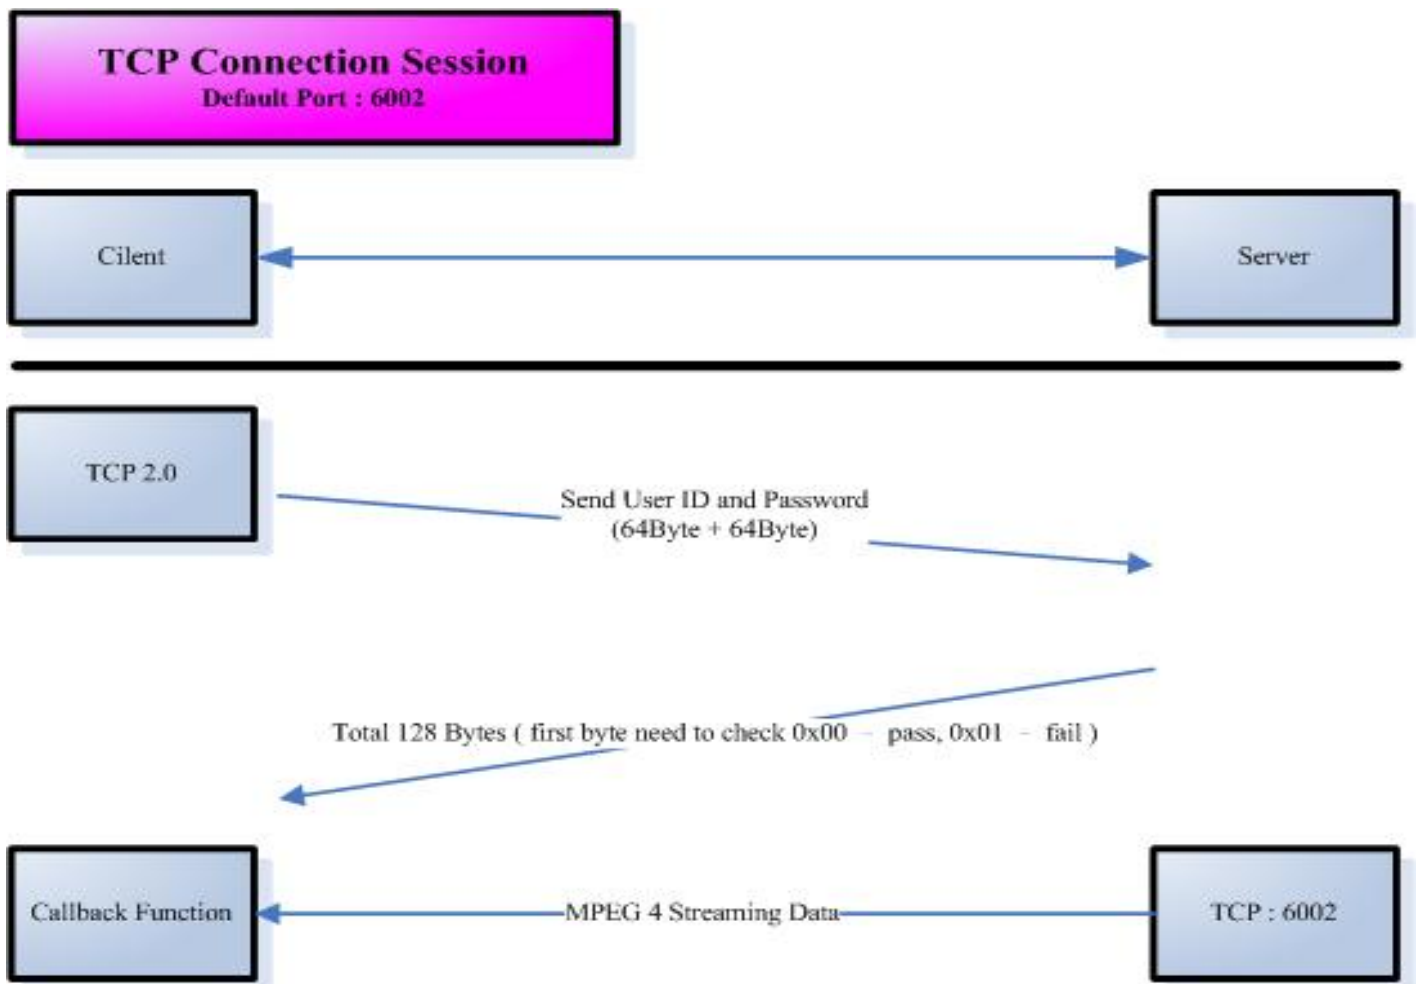 TCP Connection Session
Default Port : 6002
Cilent
Server
TCP 2.0
Send User ID and Password
(64Byte + 64Byte)
Total 128 Bytes ( first byte need to check 0x00 – pass, 0x01 – fail )
Callback Function
MPEG 4 Streaming Data
TCP : 6002